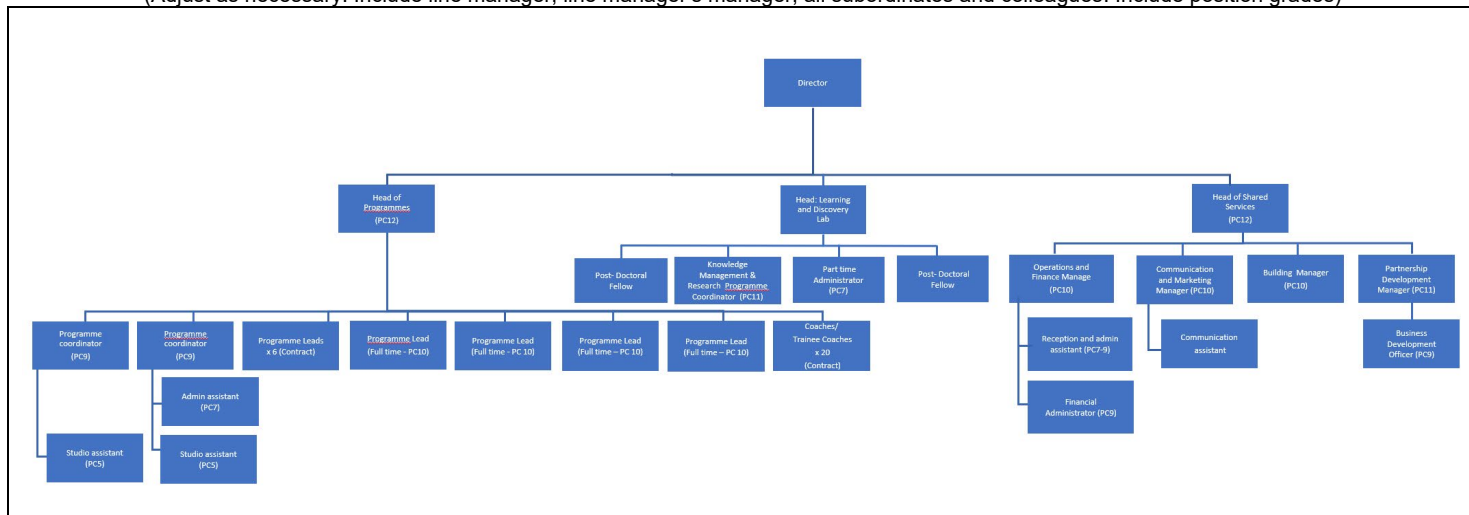 (Adjust as necessary. Include line manager, line manager's manager, all subordinates and colleagues. Include position grades)
Director
Head of
Programmes
(PC12)
Head: Learning
and Discovery
Lab
Head of Shared
Services
(PC12)
Post- Doctoral
Fellow
Knowledge
Management &
Research Programme
Coordinator (PC11)
Part time
Administrator
(PC7)
Post- Doctoral
Fellow
Operations and
Finance Manage
(PC10)
Communication
and Marketing
Manager (PC10)
Building Manager
(PC10)
Partnership
Development
Manager (PC11)
Programme
coordinator
(PC9)
Programme
coordinator
(PC9)
Programme Leads
x 6 (Contract)
Programme Lead
(Full time - PC10)
Programme Lead
(Full time - PC 10)
Programme Lead
(Full time – PC 10)
Programme Lead
(Full time – PC 10)
Coaches/
Trainee Coaches
x 20
(Contract)
Reception and admin
assistant (PC7-9)
Communication
assistant
Business
Development
Officer (PC9)
Admin assistant
(PC7)
Financial
Administrator (PC9)
Studio assistant
(PC5)
Studio assistant
(PC5)